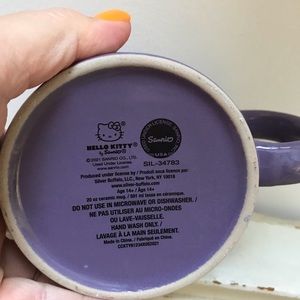 HELLO KITTY
by Sanrio®
Sanrio
USA
© 2021 SANRIO CO., LTD.
Used Under License.
SIL-34783
Produced under license by / Produit sous licence par
Silver Buffalo, LLC, New York, NY 10018
www.silver-buffalo.com
Age 14+ / Âge 14+
20 oz ceramic mug. / 591 ml tasse en céramique.
DO NOT USE IN MICROWAVE OR DISHWASHER. /
NE PAS UTILISER AU MICRO-ONDES
OU LAVE-VAISSELLE.
HAND WASH ONLY. /
LAVAGE À LA MAIN SEULEMENT.
Made in China. / Fabriqué en Chine.